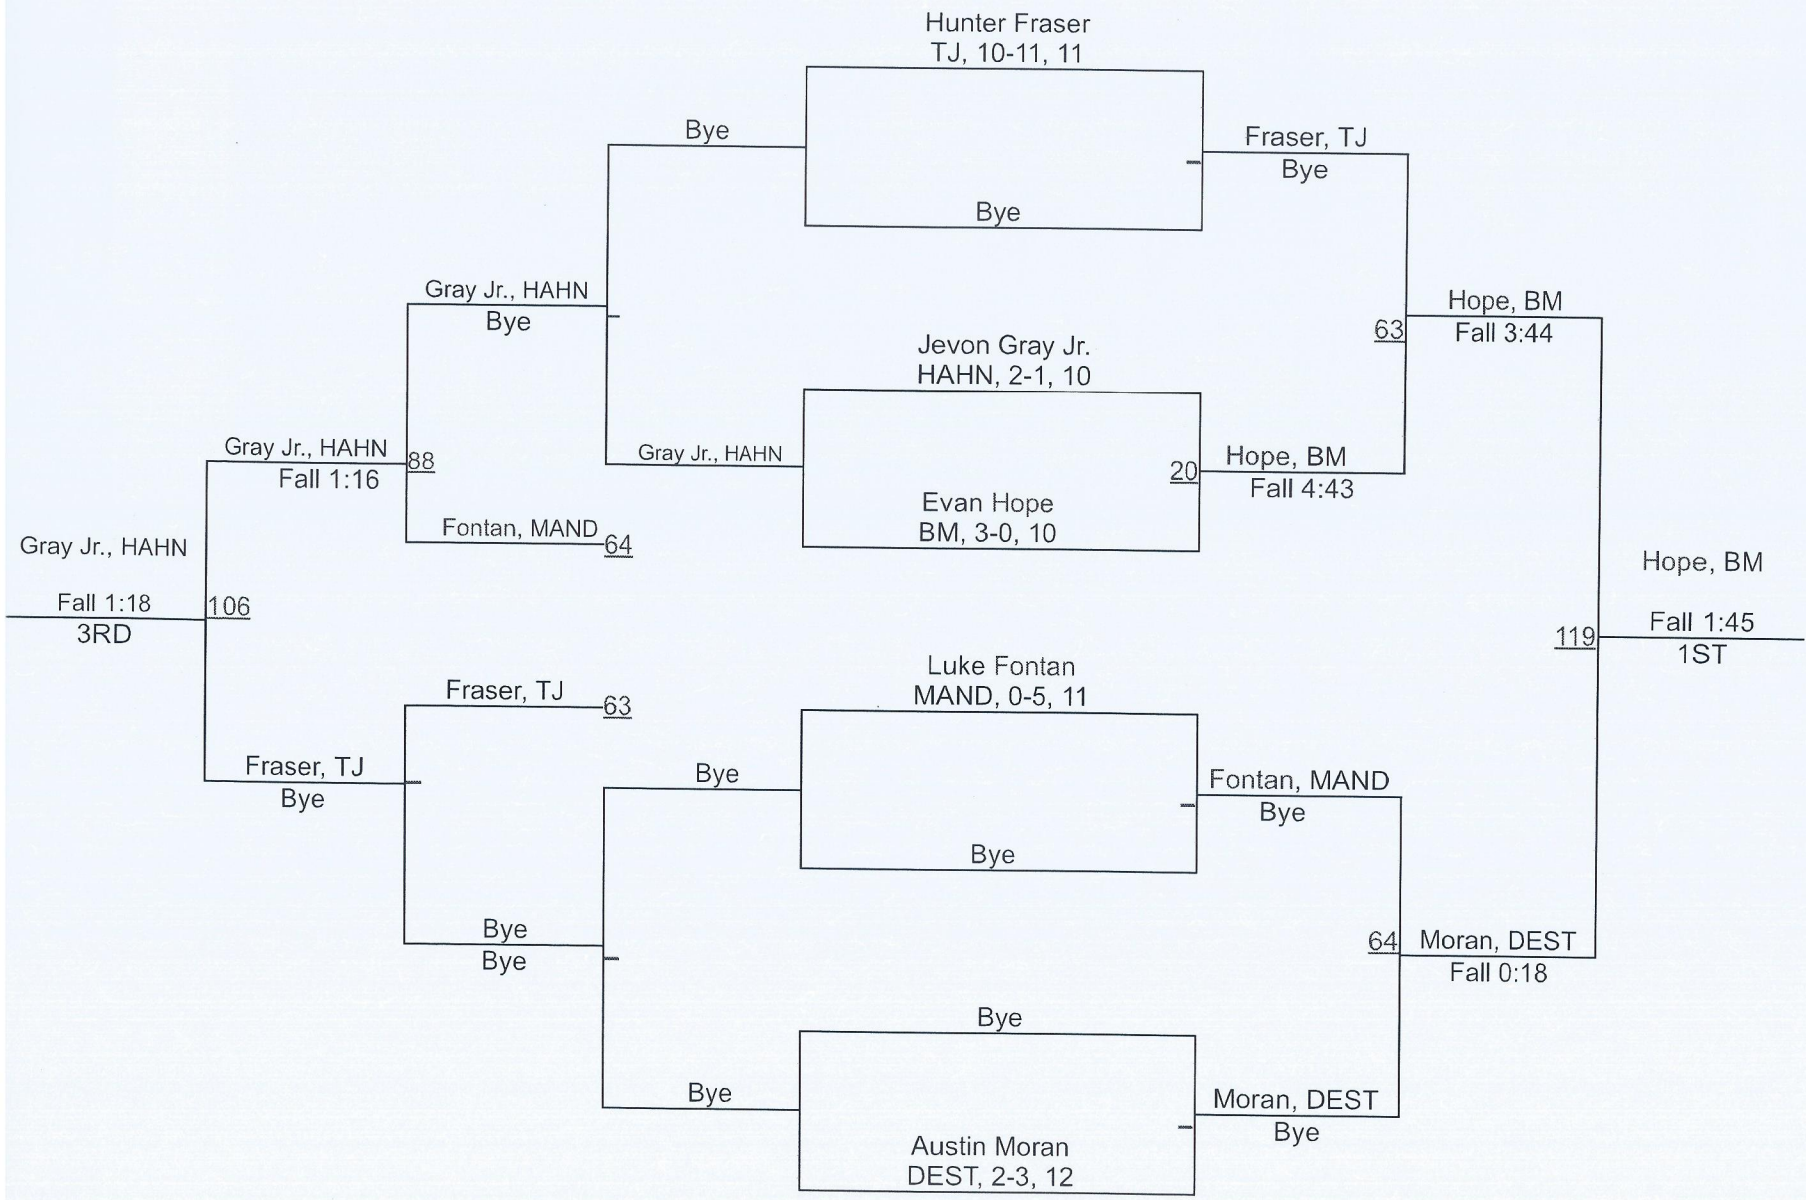 Hunter Fraser
TJ, 10-11, 11
Bye
Fraser, TJ
Bye
Bye
Gray Jr., HAHN
Bye
Hope, BM
63
Fall 3:44
Jevon Gray Jr.
HAHN, 2-1, 10
Gray Jr., HAHN
88
Fall 1:16
Gray Jr., HAHN
20
Hope, BM
Fall 4:43
Evan Hope
BM, 3-0, 10
Fontan, MAND
64
Gray Jr., HAHN
Fall 1:18
106
3RD
Hope, BM
119
Fall 1:45
1ST
Luke Fontan
MAND, 0-5, 11
Fraser, TJ
63
Fraser, TJ
Bye
Bye
Fontan, MAND
Bye
Bye
Bye
Bye
64
Moran, DEST
Fall 0:18
Bye
Bye
Moran, DEST
Bye
Austin Moran
DEST, 2-3, 12